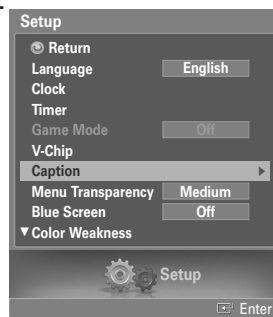 Setup
Return
Language English
Clock
Timer
Game Mode Off
V-Chip
Caption
Menu Transparency Medium
Blue Screen Off
Color Weakness
Setup
Enter